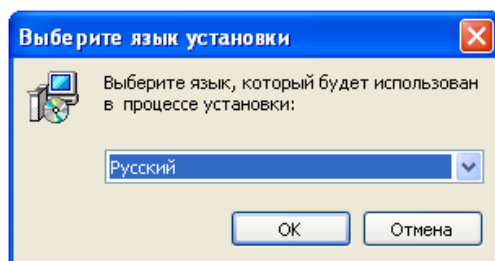 Выберите язык установки
Выберите язык, который будет использован
в процессе установки:
Русский
OK
Отмена